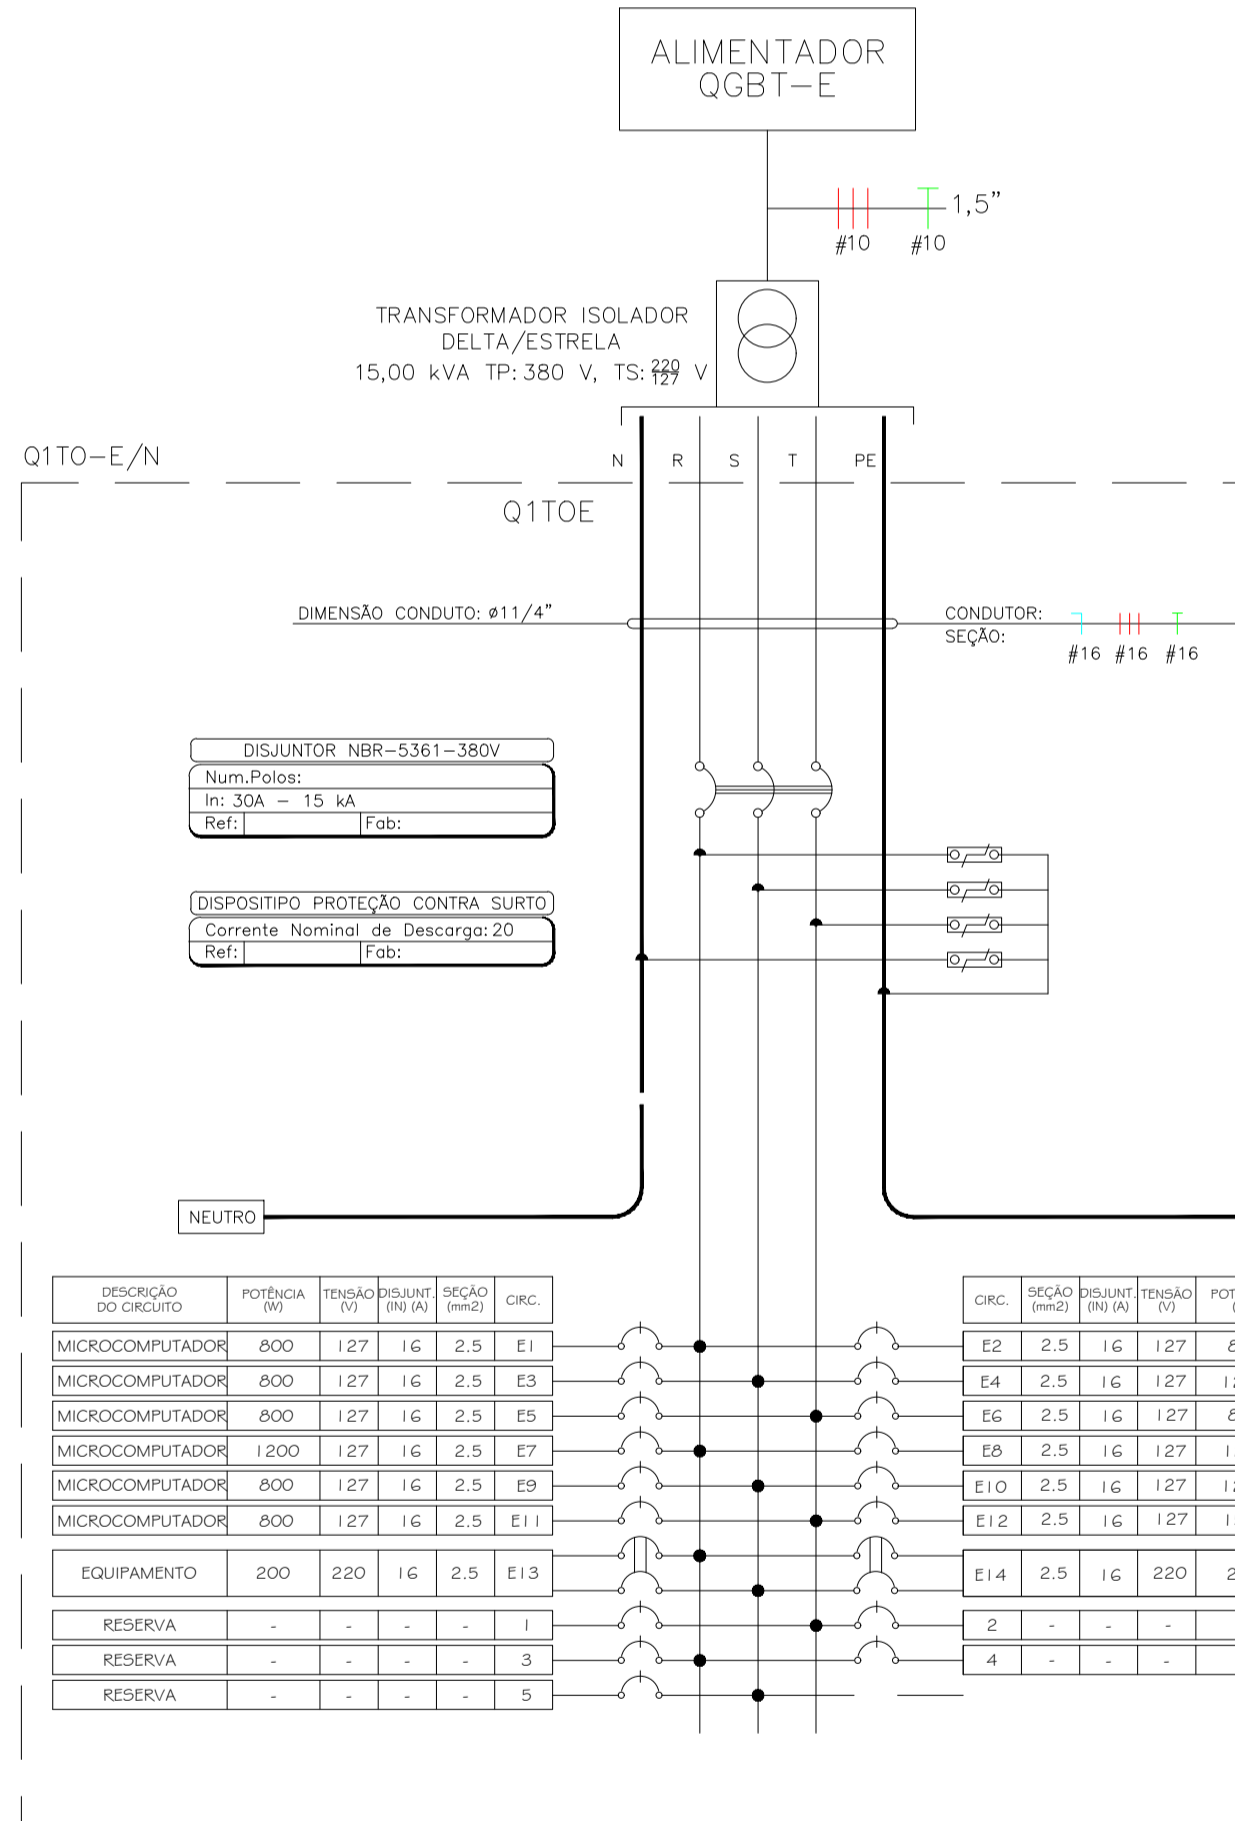 ALIMENTADOR
QGBT-E
1,5"
#10 #10
TRANSFORMADOR ISOLADOR
DELTA/ESTRELA
15,00 kVA TP: 380 V, TS: 220/127 V
Q1TO-E/N
N R S T PE
Q1TOE
DIMENSÃO CONDUTO: ø11/4"
CONDUTOR:
SEÇÃO:
#16 #16 #16
DISJUNTOR NBR-5361-380V
Num.Polos:
In: 30A - 15 kA
Ref: Fab:
DISPOSITIPO PROTEÇÃO CONTRA SURTO
Corrente Nominal de Descarga: 20
Ref: Fab:
NEUTRO
DESCRIÇÃO DO CIRCUITO POTÊNCIA (W) TENSÃO (V) DISJUNT. (IN) (A) SEÇÃO (mm2) CIRC.
MICROCOMPUTADOR 800 127 16 2.5 E1
MICROCOMPUTADOR 800 127 16 2.5 E3
MICROCOMPUTADOR 800 127 16 2.5 E5
MICROCOMPUTADOR 1200 127 16 2.5 E7
MICROCOMPUTADOR 800 127 16 2.5 E9
MICROCOMPUTADOR 800 127 16 2.5 E11
EQUIPAMENTO 200 220 16 2.5 E13
RESERVA - - - - 1
RESERVA - - - - 3
RESERVA - - - - 5
CIRC. SEÇÃO (mm2) DISJUNT. (IN) (A) TENSÃO (V)
E2 2.5 16 127
E4 2.5 16 127
E6 2.5 16 127
E8 2.5 16 127
E10 2.5 16 127
E12 2.5 16 127
E14 2.5 16 220
2 - - -
4 - - -